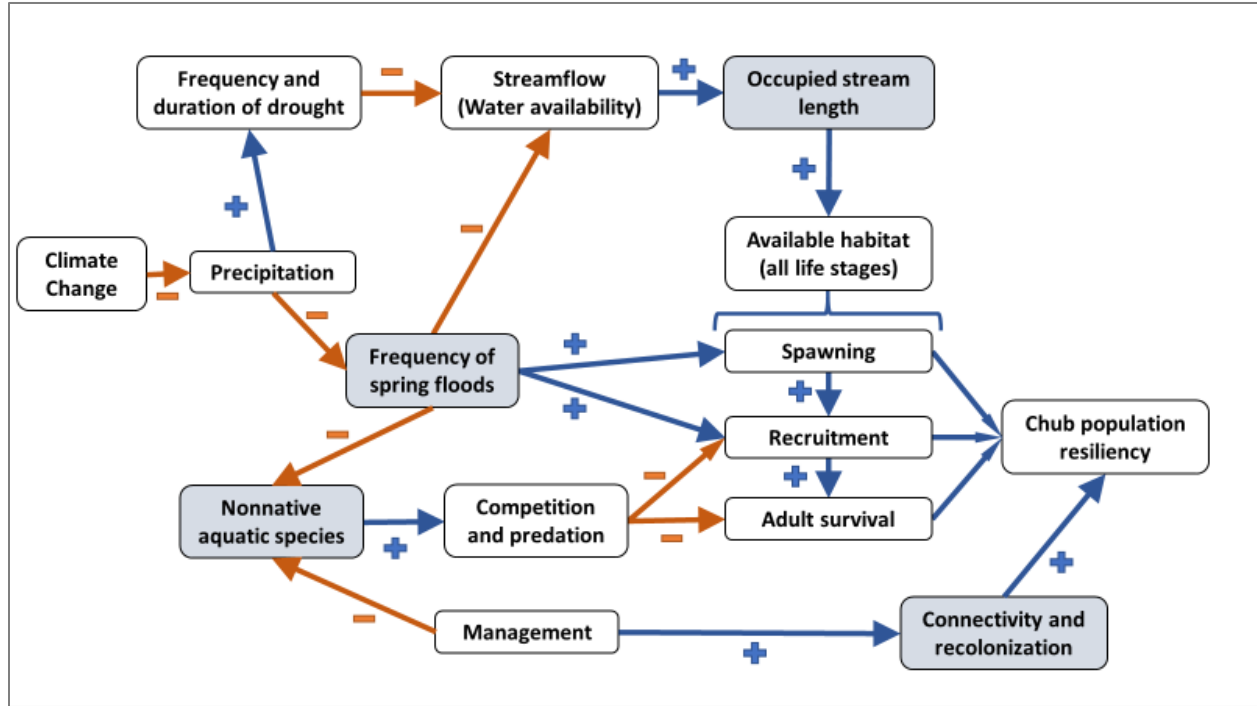 Frequency and
duration of drought
Streamflow
(Water availability)
Occupied stream
length
Climate
Change
Precipitation
Available habitat
(all life stages)
Frequency of
spring floods
Spawning
Recruitment
Chub population
resiliency
Nonnative
aquatic species
Competition
and predation
Adult survival
Management
Connectivity and
recolonization